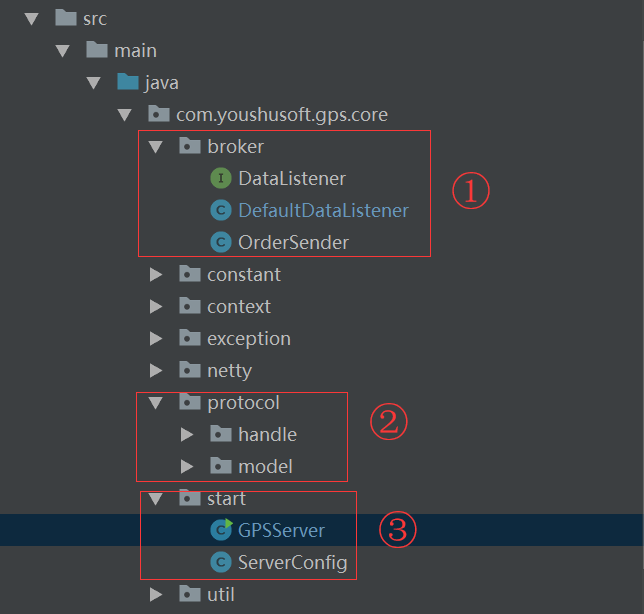 src
main
java
com.youshusoft.gps.core
broker
I DataListener
C DefaultDataListener
C OrderSender
①
constant
context
exception
netty
protocol
handle
model
②
start
C GPSServer
C ServerConfig
③
util